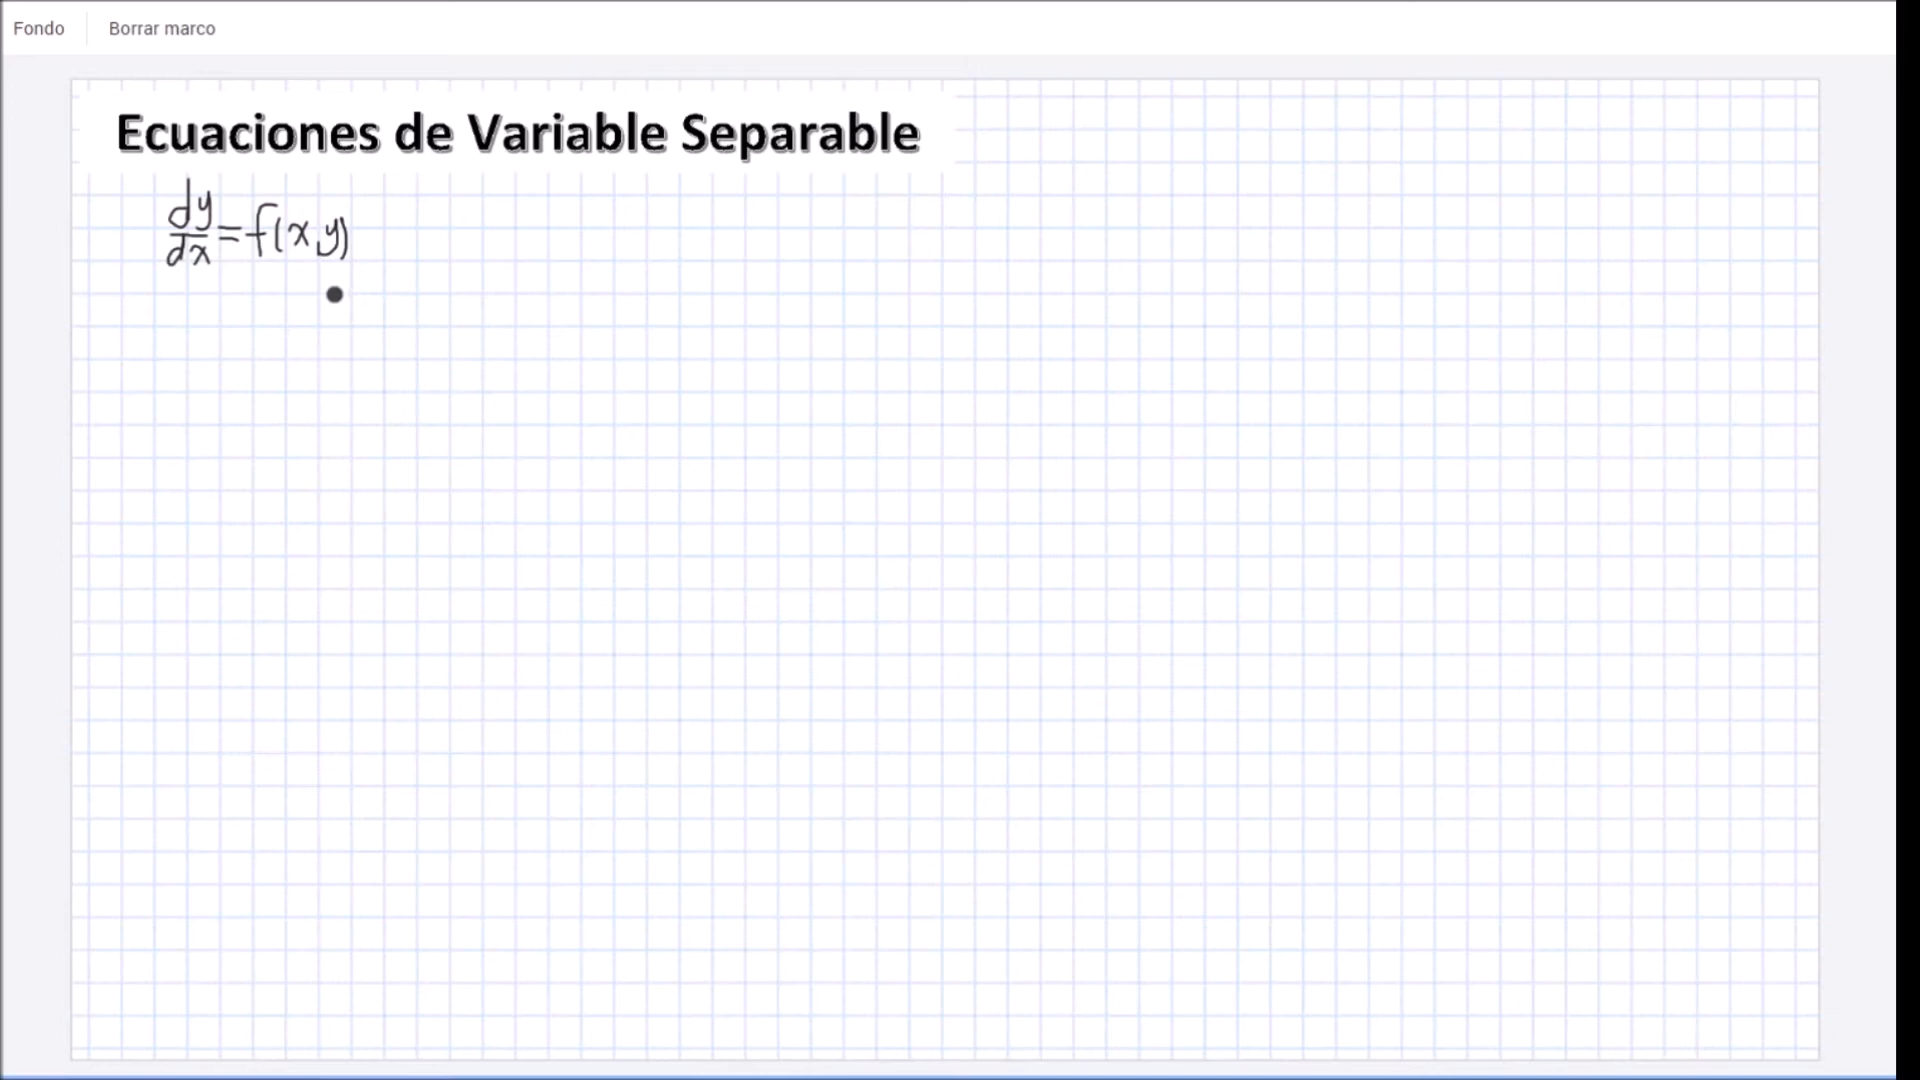 Fondo Borrar marco
Ecuaciones de Variable Separable
dy/dx = f(x,y)